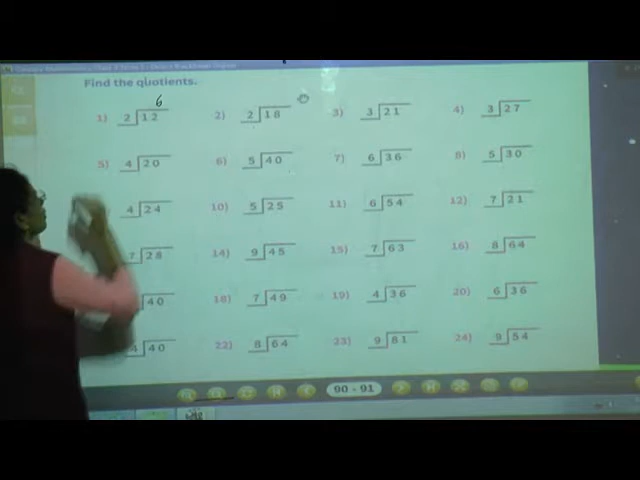 Find the quotients.
6
1) 2 12 2) 2 18 3) 3 21 4) 3 27
5) 4 20 6) 5 40 7) 6 36 8) 5 30
4 24 10) 5 25 11) 6 54 12) 7 21
7 28 14) 9 45 15) 7 63 16) 8 64
40 18) 7 49 19) 4 36 20) 6 36
4 40 22) 8 64 23) 9 81 24) 9 54
90 - 91